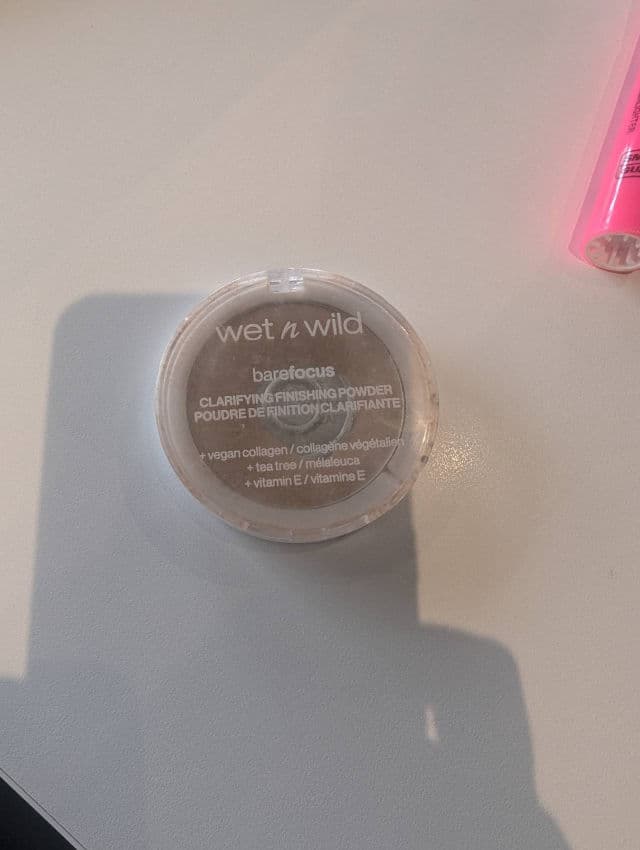 wet n wild
barefocus
CLARIFYING FINISHING POWDER
POUDRE DE FINITION CLARIFIANTE
+ vegan collagen / collagène végétalien
+ tea tree / mélaleuca
+ vitamin E / vitamine E